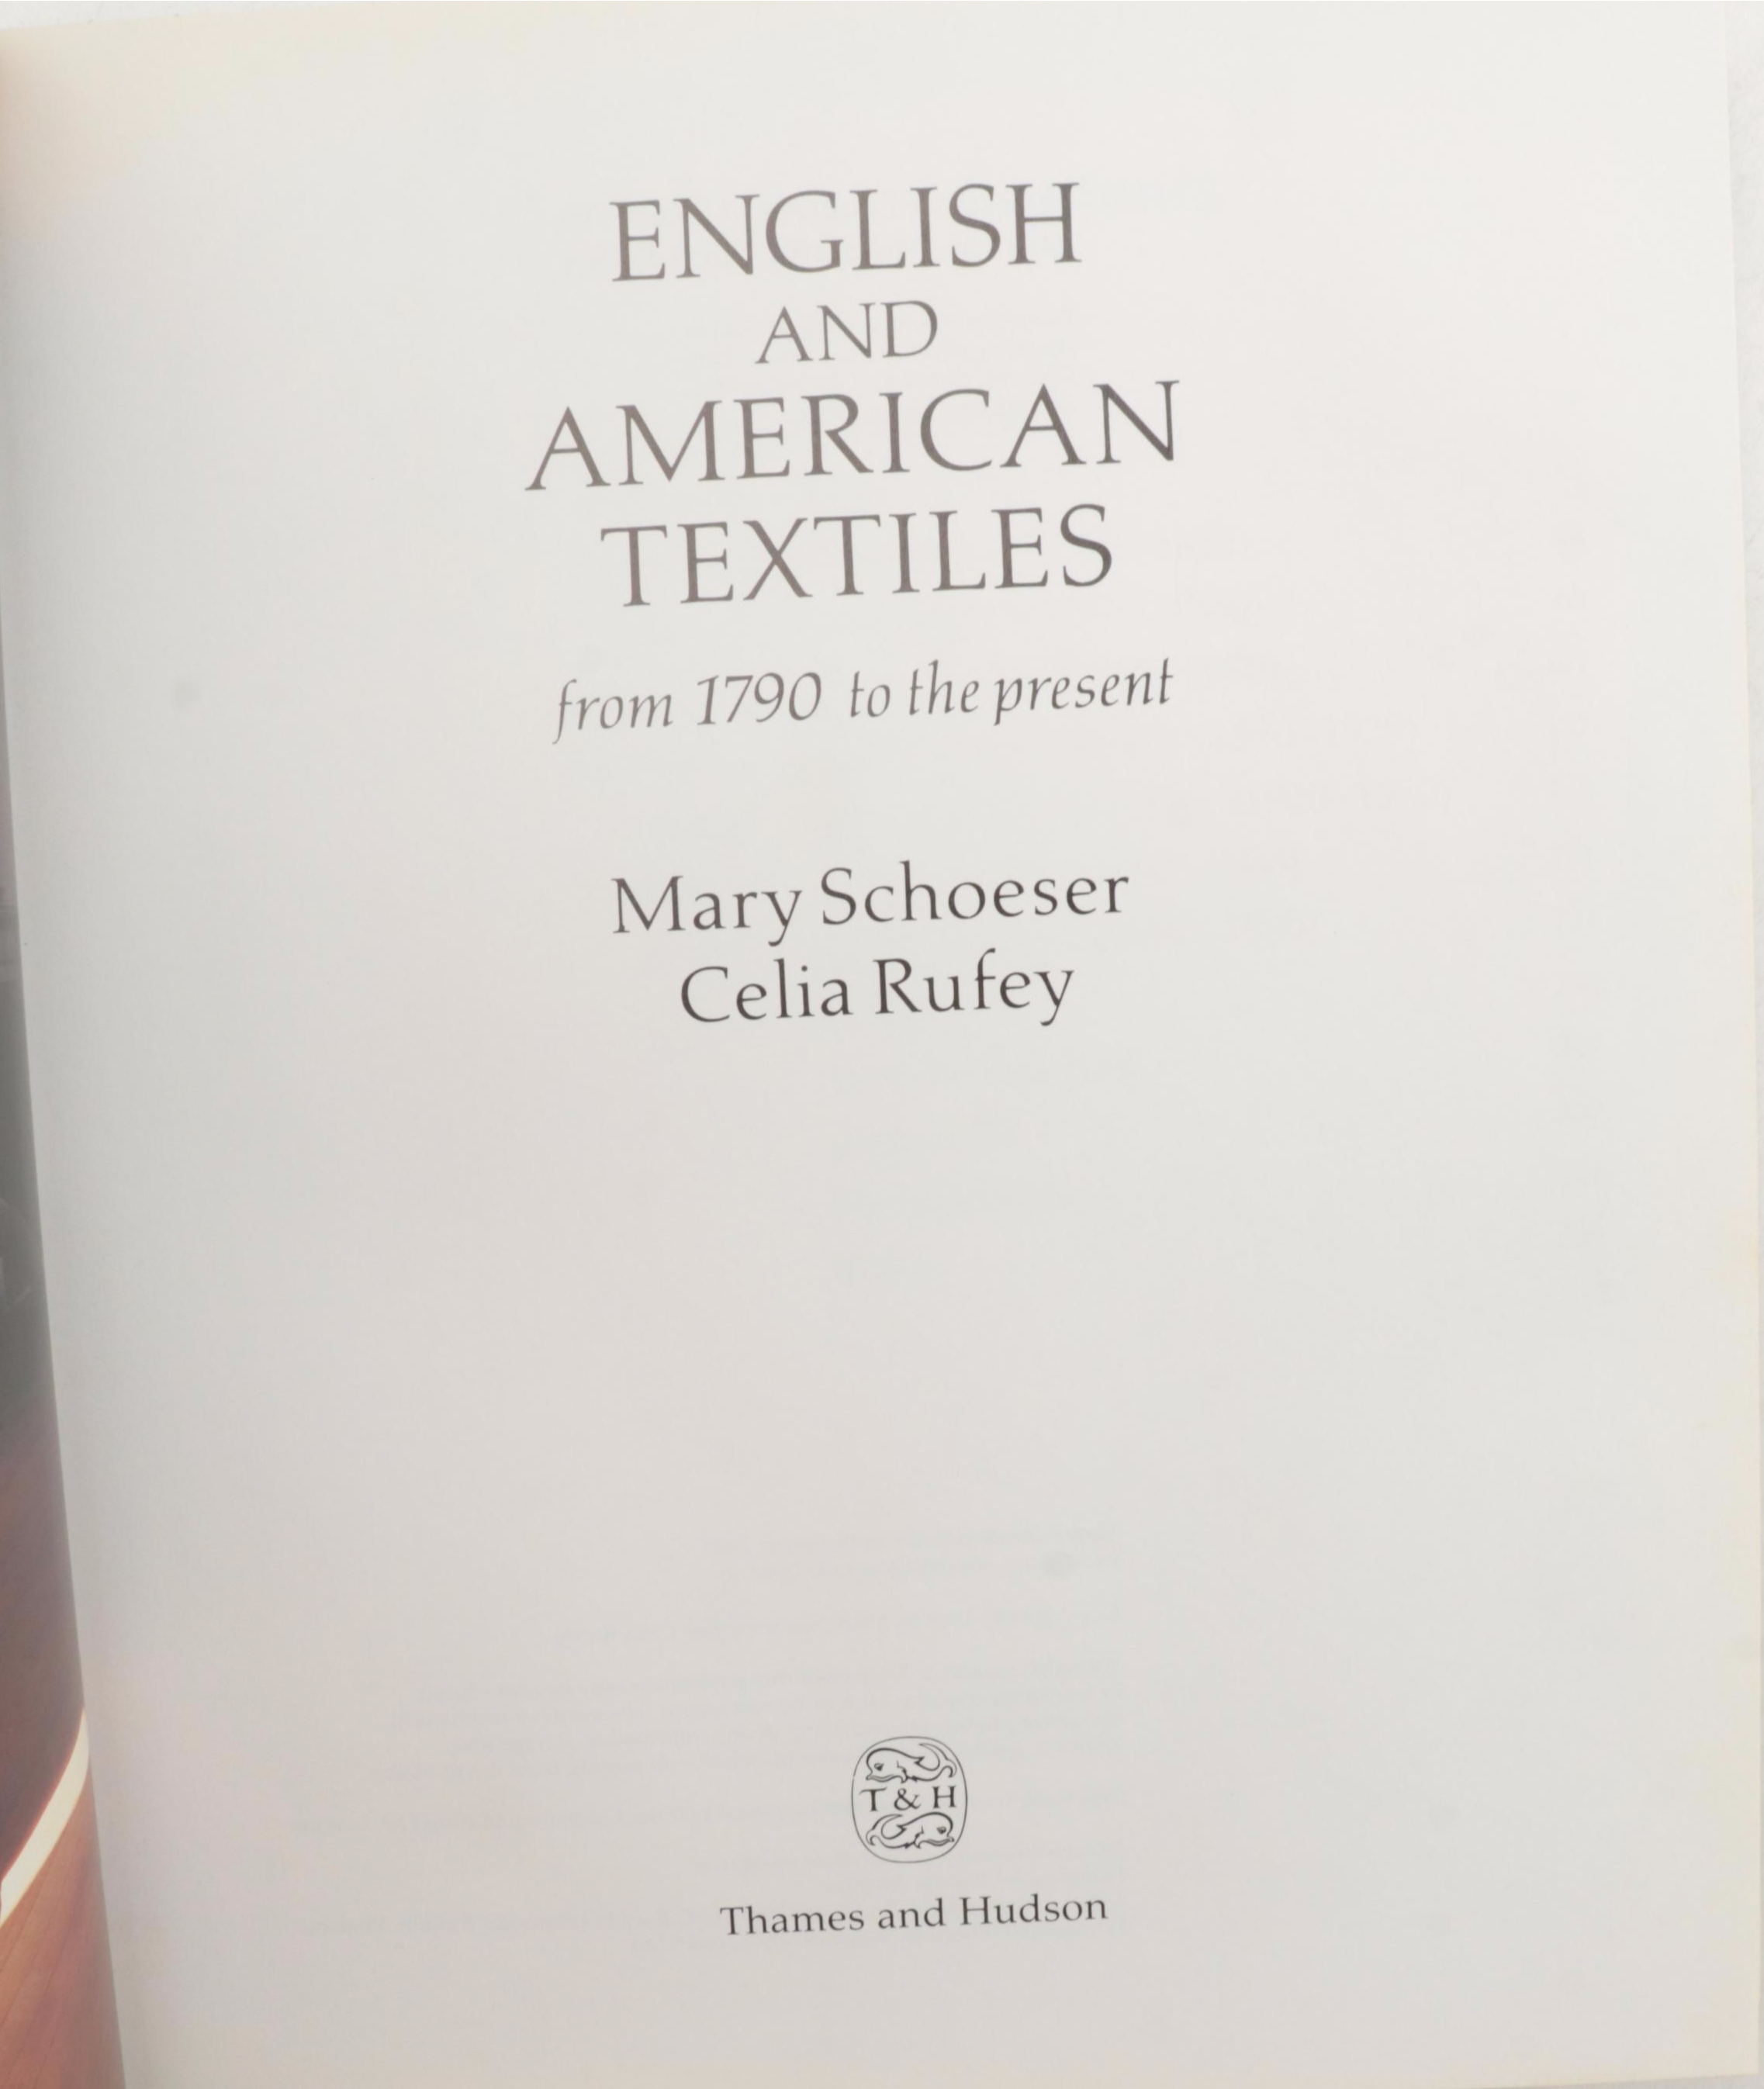 ENGLISH
AND
AMERICAN
TEXTILES
from 1790 to the present
Mary Schoeser
Celia Rufey
T & H
Thames and Hudson